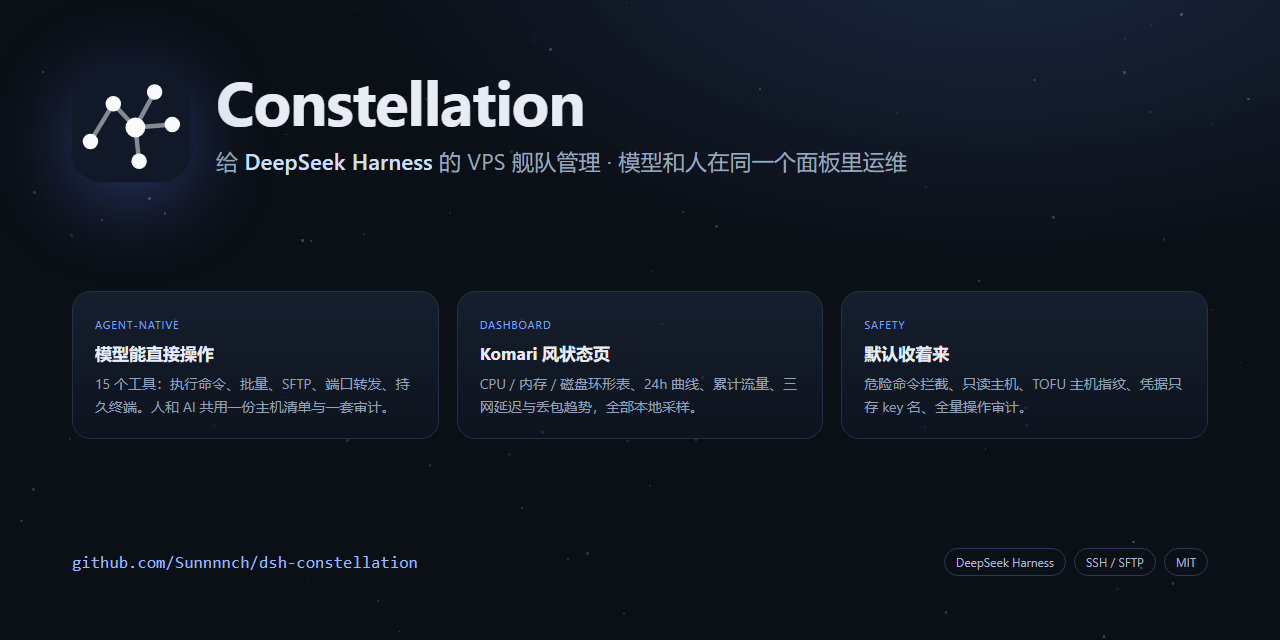 Constellation
给 DeepSeek Harness 的 VPS 舰队管理 · 模型和人在同一个面板里运维
AGENT-NATIVE
模型能直接操作
15 个工具：执行命令、批量、SFTP、端口转发、持
久终端。人和 AI 共用一份主机清单与一套审计。
DASHBOARD
Komari 风状态页
CPU / 内存 / 磁盘环形表、24h 曲线、累计流量、三
网延迟与丢包趋势，全部本地采样。
SAFETY
默认收着来
危险命令拦截、只读主机、TOFU 主机指纹、凭据只
存 key 名、全量操作审计。
github.com/Sunnnnch/dsh-constellation
DeepSeek Harness
SSH / SFTP
MIT